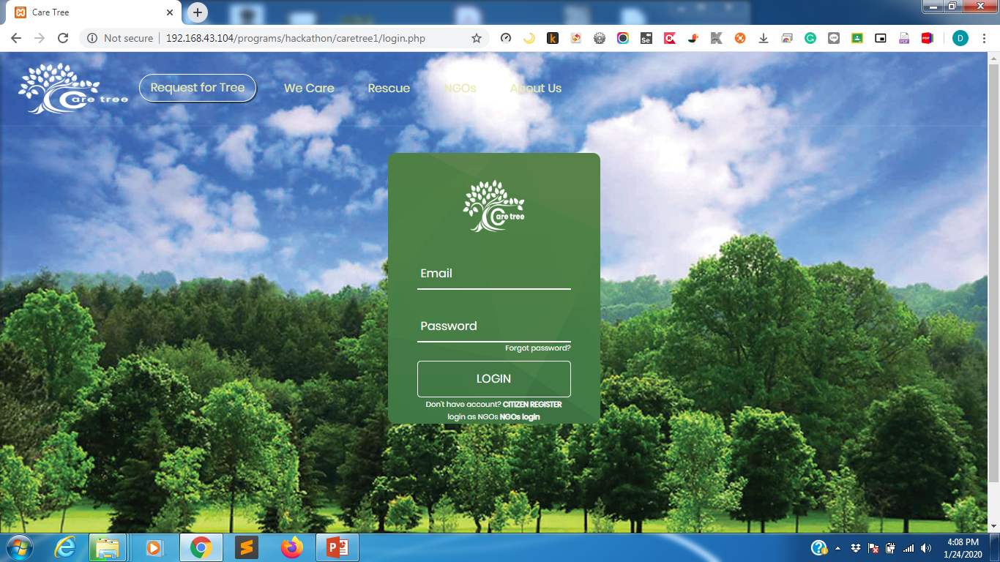 Care Tree
Not secure
192.168.43.104/programs/hackathon/caretree1/login.php
are tree
Request for Tree
We Care
Rescue
NGOs
About Us
Care tree
Email
Password
Forgot password?
LOGIN
Don't have account? CITIZEN REGISTER
login as NGOs NGOs login
4:08 PM
1/24/2020